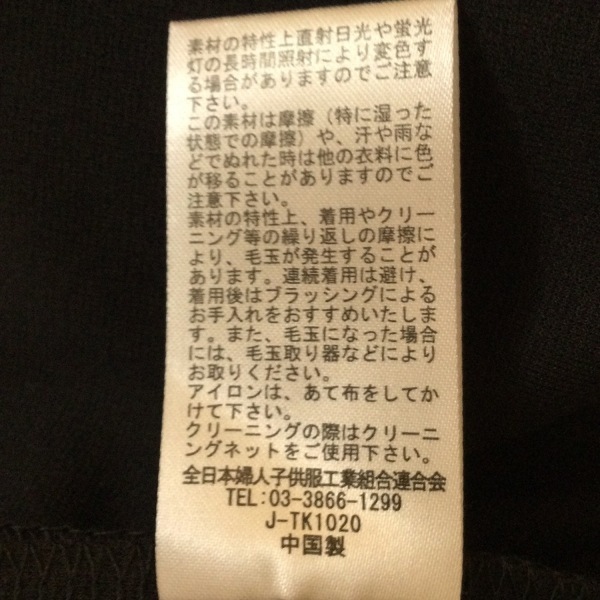 素材の特性上直射日光や蛍光
灯の長時間照射により変色す
る場合がありますのでご注意
下さい。
この素材は摩擦（特に湿った
状態での摩擦）や、汗や雨な
どでぬれた時は他の衣料に色
が移ることがありますのでご
注意下さい。
素材の特性上、着用やクリー
ニング等の繰り返しの摩擦に
より、毛玉が発生することが
あります。連続着用は避け、
着用後はブラッシングによる
お手入れをおすすめいたしま
す。また、毛玉になった場合
には、毛玉取り器などにより
お取りください。
アイロンは、あて布をしてか
けて下さい。
クリーニングの際はクリーニ
ングネットをご使用下さい。
全日本婦人子供服工業組合連合会
TEL:03-3866-1299
J-TK1020
中国製